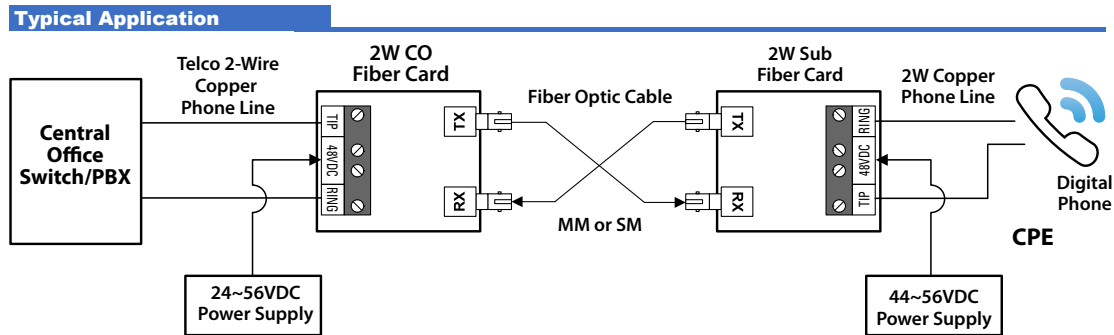 Typical Application
Central
Office
Switch/PBX
Telco 2-Wire
Copper
Phone Line
2W CO
Fiber Card
TIP
48VDC
RING
TX
RX
Fiber Optic Cable
MM or SM
2W Sub
Fiber Card
TX
RX
RING
48VDC
TIP
2W Copper
Phone Line
Digital
Phone
CPE
24~56VDC
Power Supply
44~56VDC
Power Supply